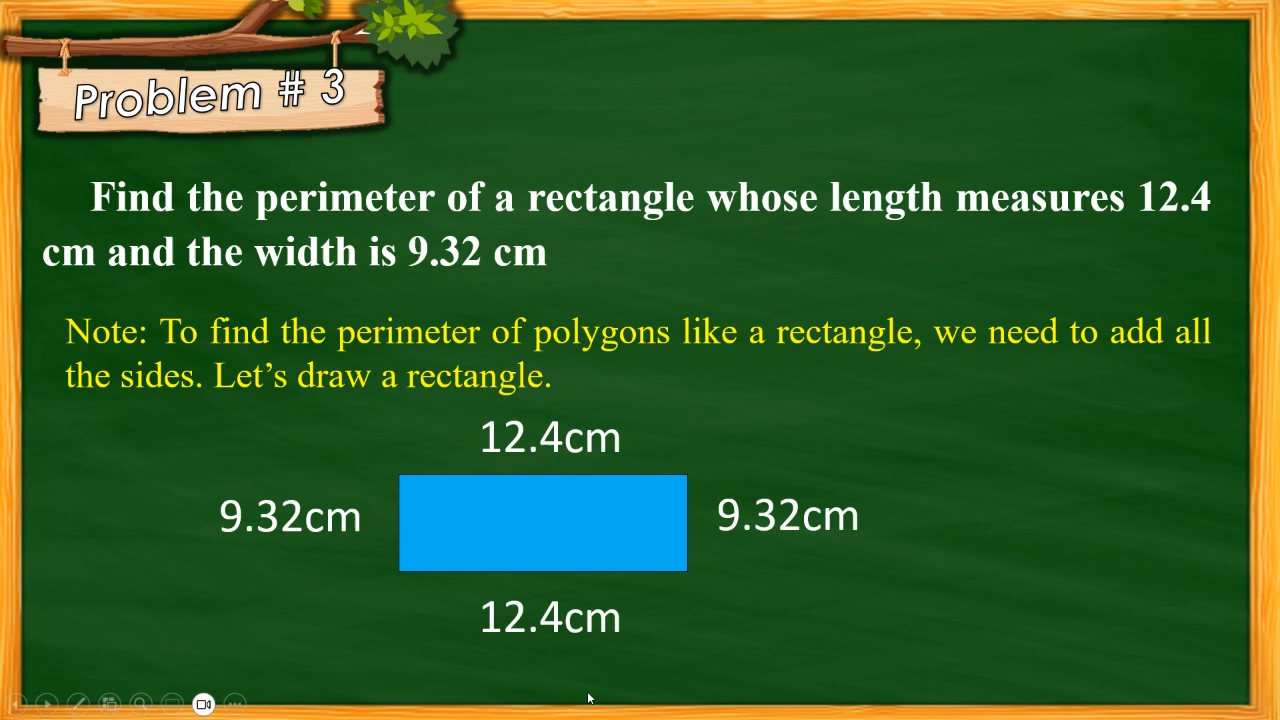 Problem # 3
Find the perimeter of a rectangle whose length measures 12.4
cm and the width is 9.32 cm
Note: To find the perimeter of polygons like a rectangle, we need to add all
the sides. Let’s draw a rectangle.
12.4cm
9.32cm
9.32cm
12.4cm